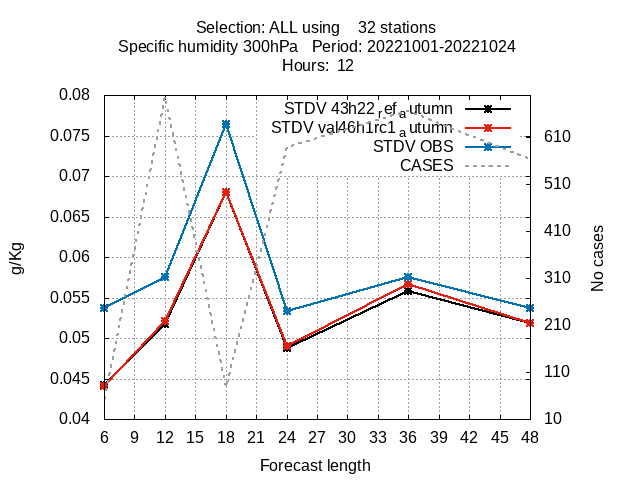 Selection: ALL using 32 stations
Specific humidity 300hPa Period: 20221001-20221024
Hours: 12
STDV 43h22_ref_autumn
STDV val46h1rc1_autumn
STDV OBS
CASES
0.08
0.075
0.07
0.065
0.06
0.055
0.05
0.045
0.04
g/Kg
610
510
410
310
210
110
10
No cases
6 9 12 15 18 21 24 27 30 33 36 39 42 45 48
Forecast length